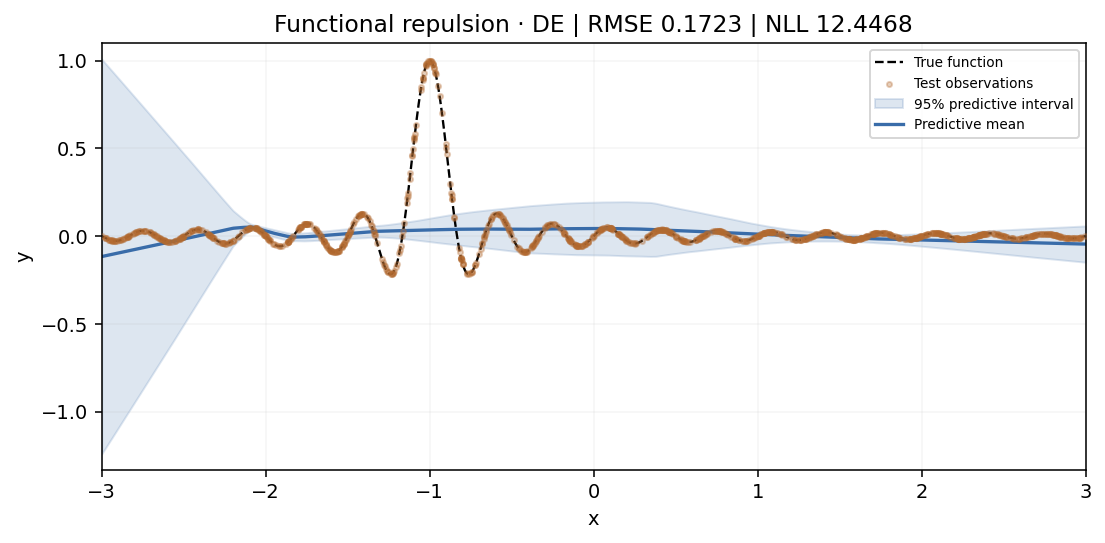 Functional repulsion · DE | RMSE 0.1723 | NLL 12.4468
True function
Test observations
95% predictive interval
Predictive mean
y
1.0
0.5
0.0
−0.5
−1.0
−3
−2
−1
0
1
2
3
x